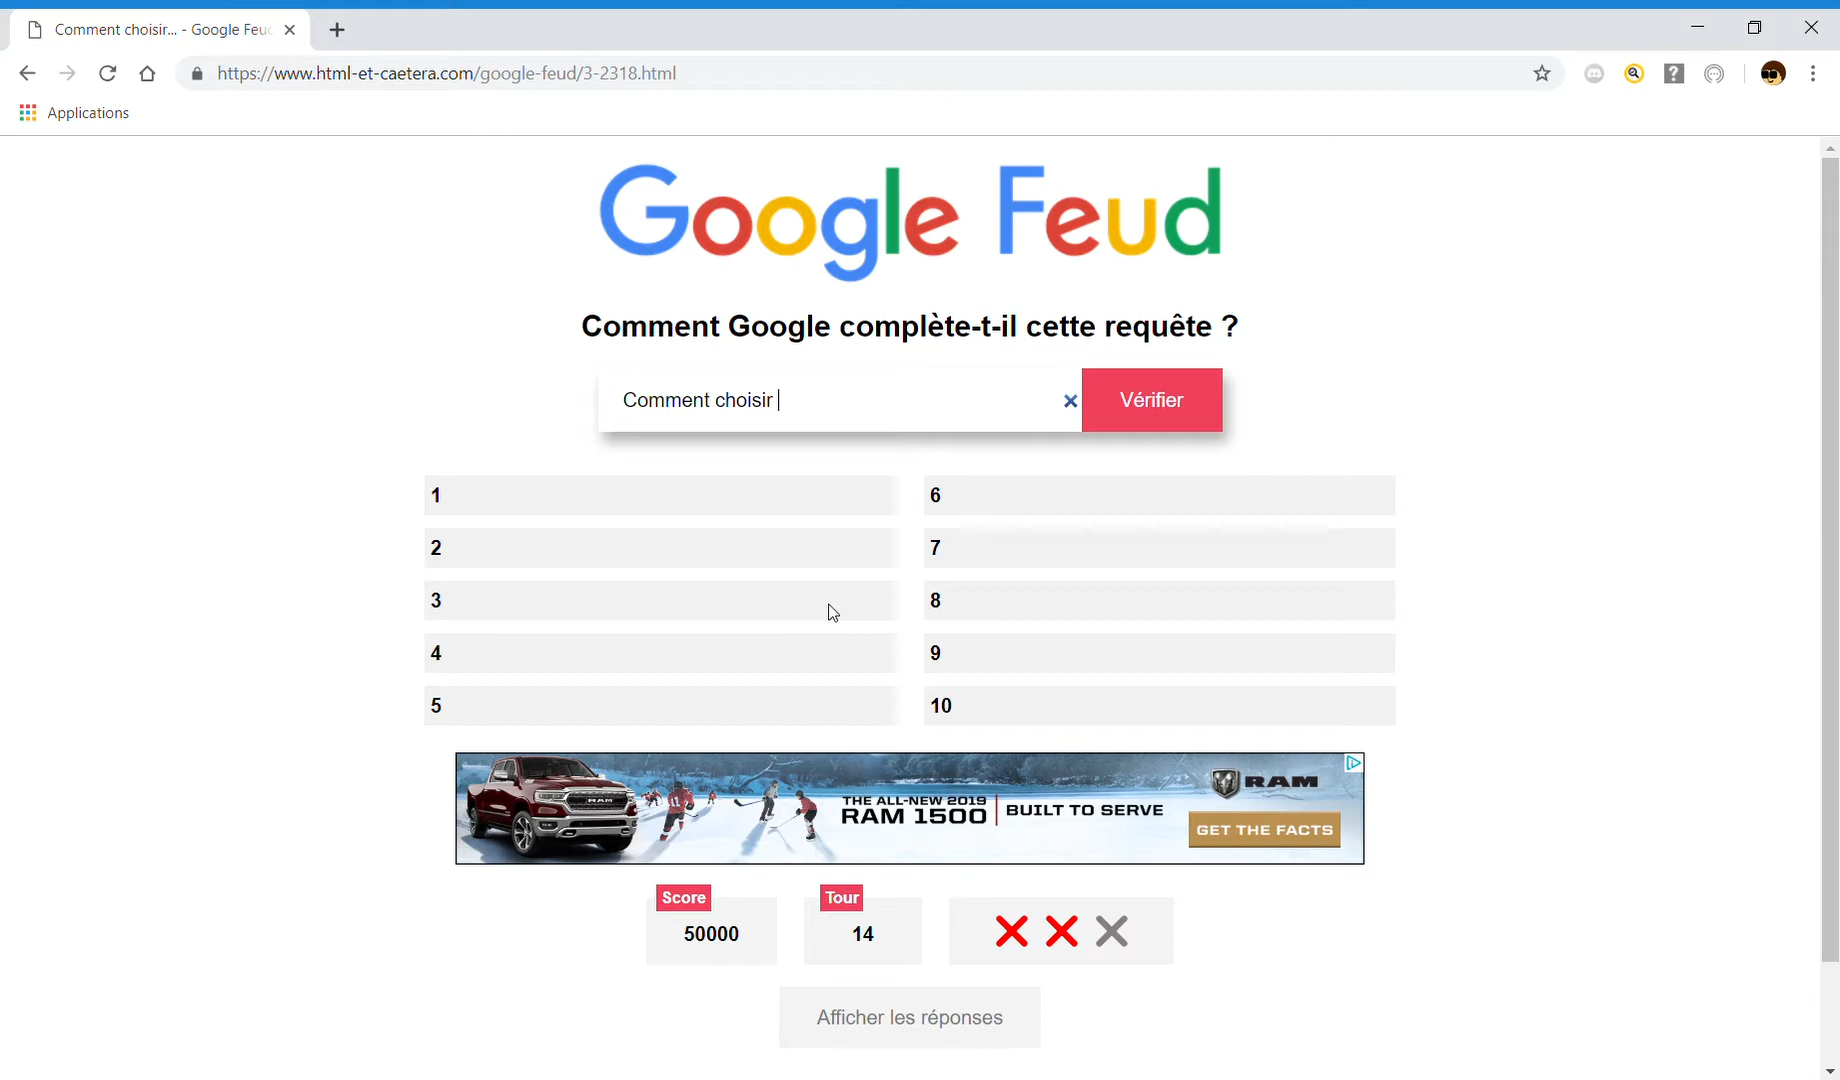 Comment choisir... - Google Feu
https://www.html-et-caetera.com/google-feud/3-2318.html
Applications
Google Feud
Comment Google complète-t-il cette requête ?
Comment choisir
Vérifier
1
2
3
4
5
6
7
8
9
10
THE ALL-NEW 2019
RAM 1500
BUILT TO SERVE
RAM
GET THE FACTS
Score
50000
Tour
14
Afficher les réponses